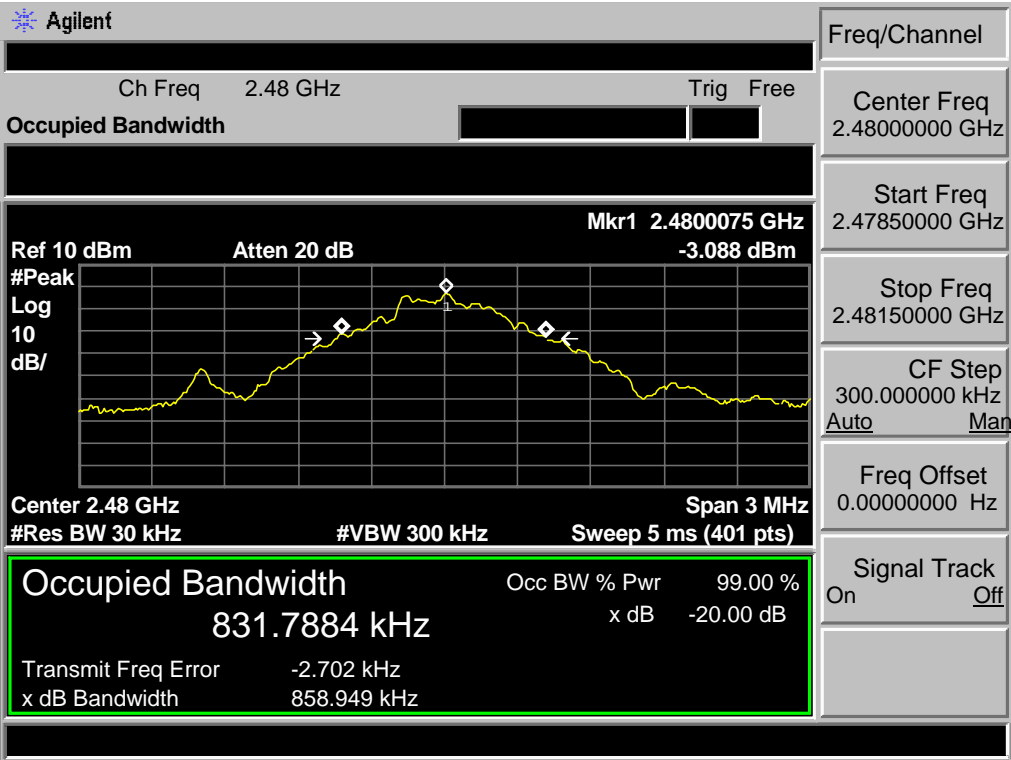 Agilent
Freq/Channel
Ch Freq 2.48 GHz Trig Free
Occupied Bandwidth
Center Freq
2.48000000 GHz
Start Freq
2.47850000 GHz
Mkr1 2.4800075 GHz
Ref 10 dBm Atten 20 dB -3.088 dBm
#Peak
Log
10
dB/
1
Stop Freq
2.48150000 GHz
CF Step
300.000000 kHz
Auto Man
Freq Offset
0.00000000 Hz
Center 2.48 GHz Span 3 MHz
#Res BW 30 kHz #VBW 300 kHz Sweep 5 ms (401 pts)
Signal Track
On Off
Occupied Bandwidth Occ BW % Pwr 99.00 %
831.7884 kHz x dB -20.00 dB
Transmit Freq Error -2.702 kHz
x dB Bandwidth 858.949 kHz